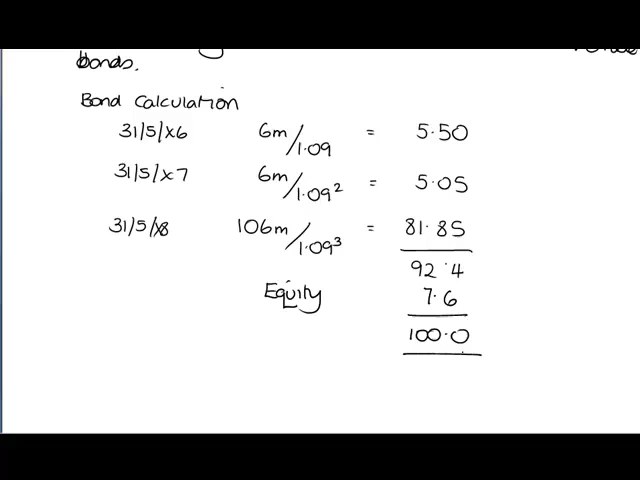 bonds.
Bond Calculation
31/5/x6 6m/1.09 = 5.50
31/5/x7 6m/1.09² = 5.05
31/5/x8 106m/1.09³ = 81.85
92.4
Equity 7.6
100.0